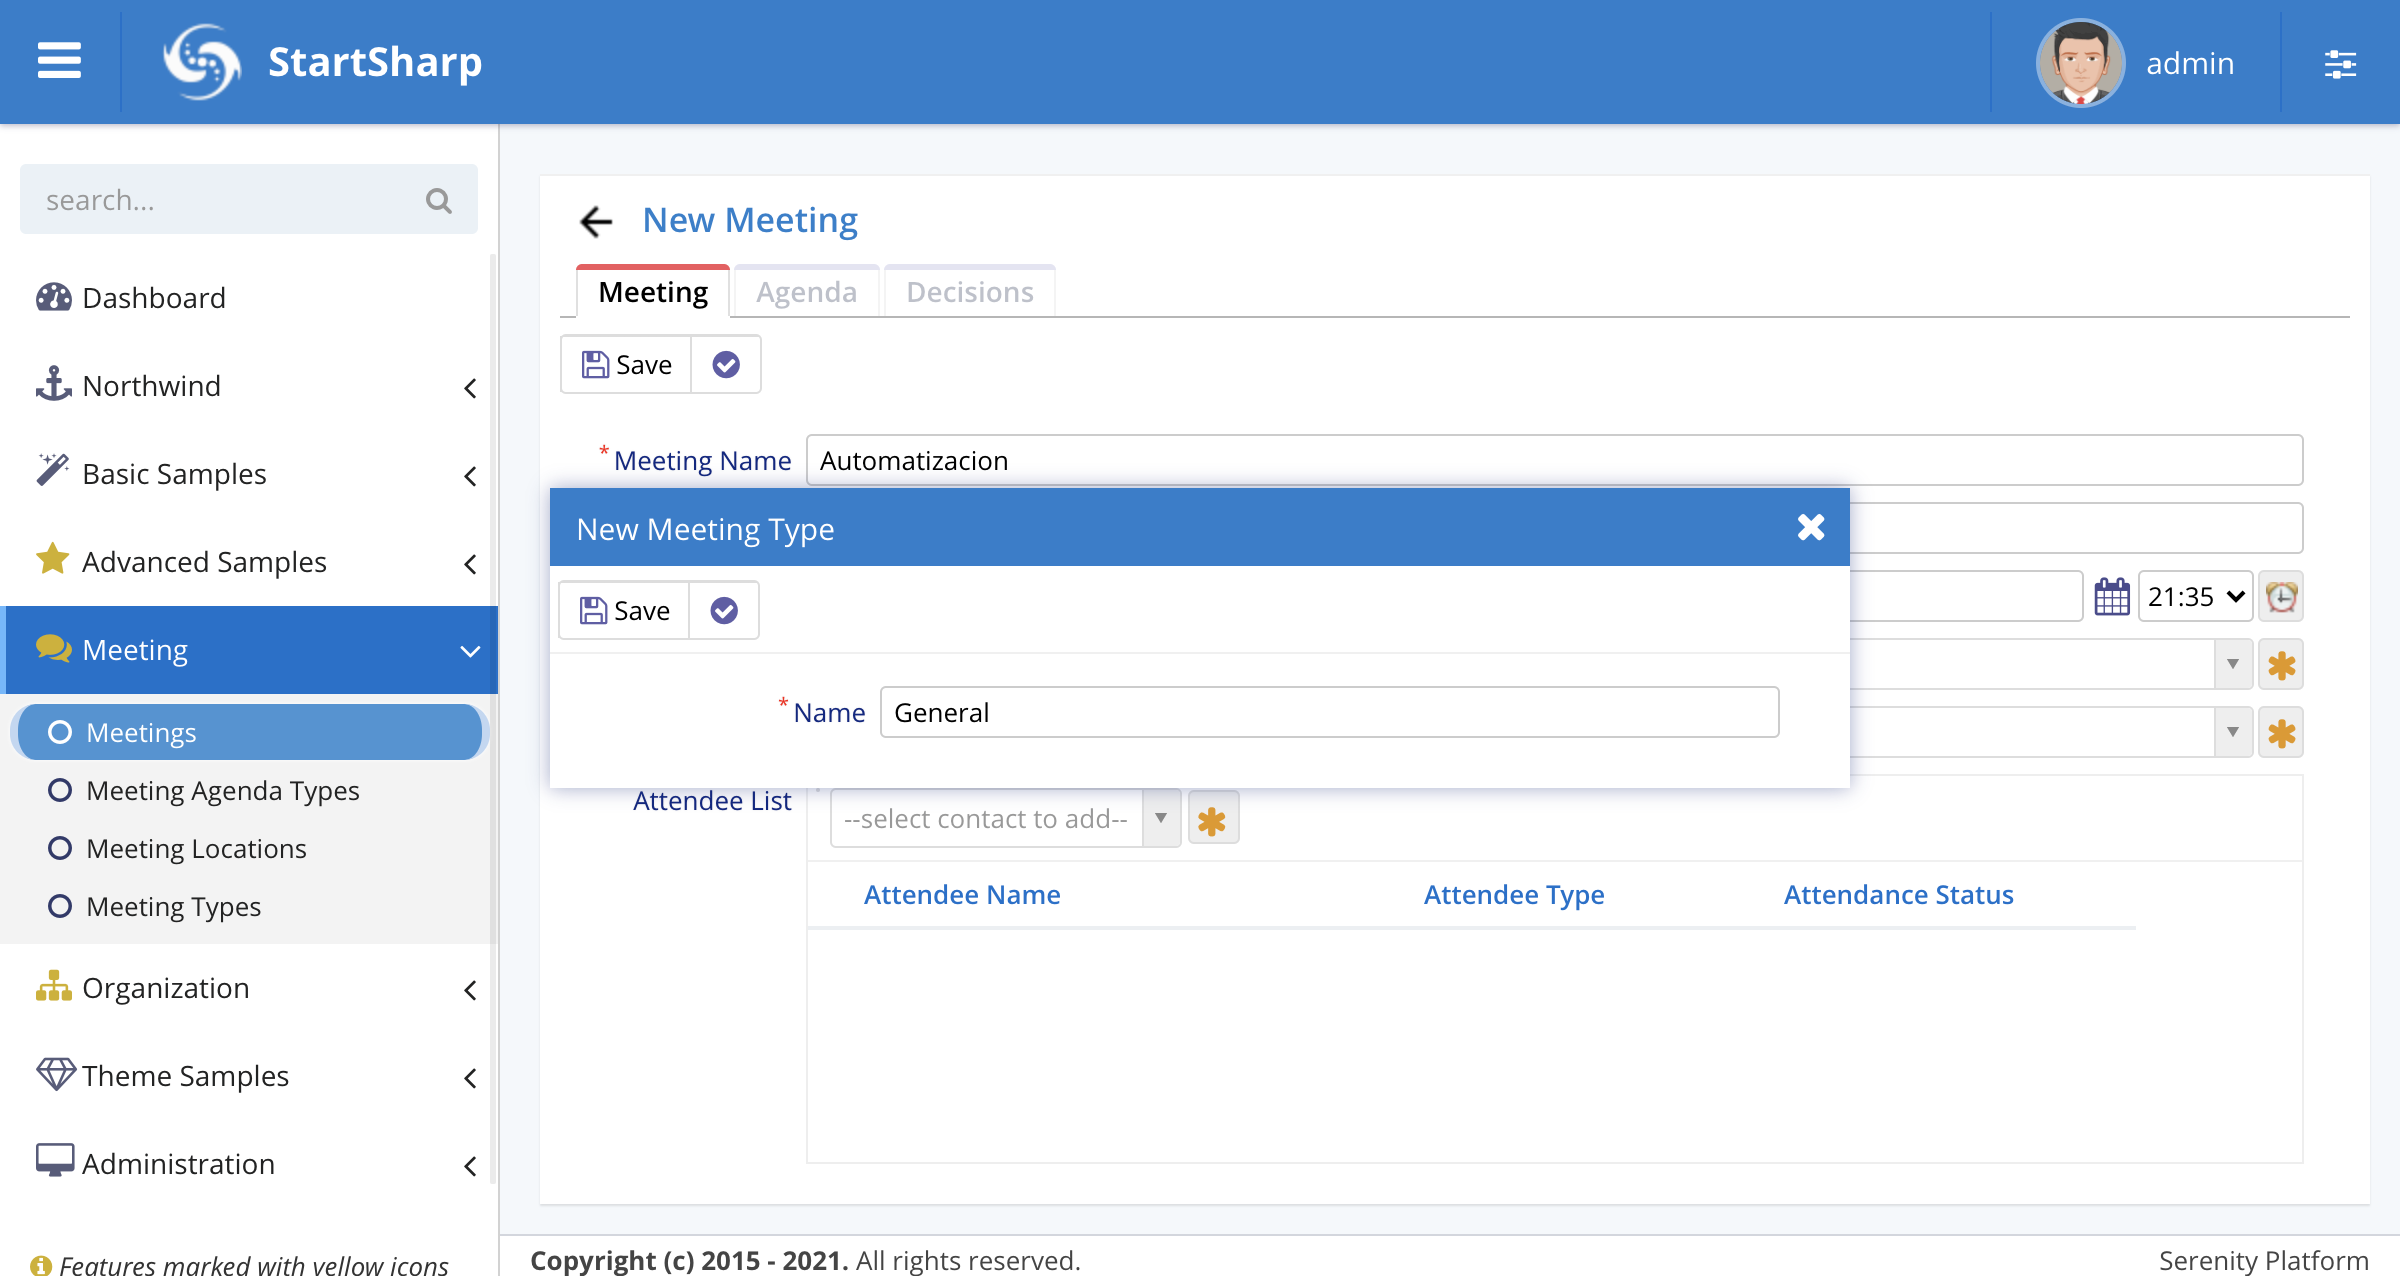 StartSharp
admin
search...
Dashboard
Northwind
Basic Samples
Advanced Samples
Meeting
Meetings
Meeting Agenda Types
Meeting Locations
Meeting Types
Organization
Theme Samples
Administration
Features marked with yellow icons
New Meeting
Meeting Agenda Decisions
Save
* Meeting Name Automatizacion
New Meeting Type
Save
* Name General
21:35
Attendee List
--select contact to add--
Attendee Name Attendee Type Attendance Status
Copyright (c) 2015 - 2021. All rights reserved.
Serenity Platform